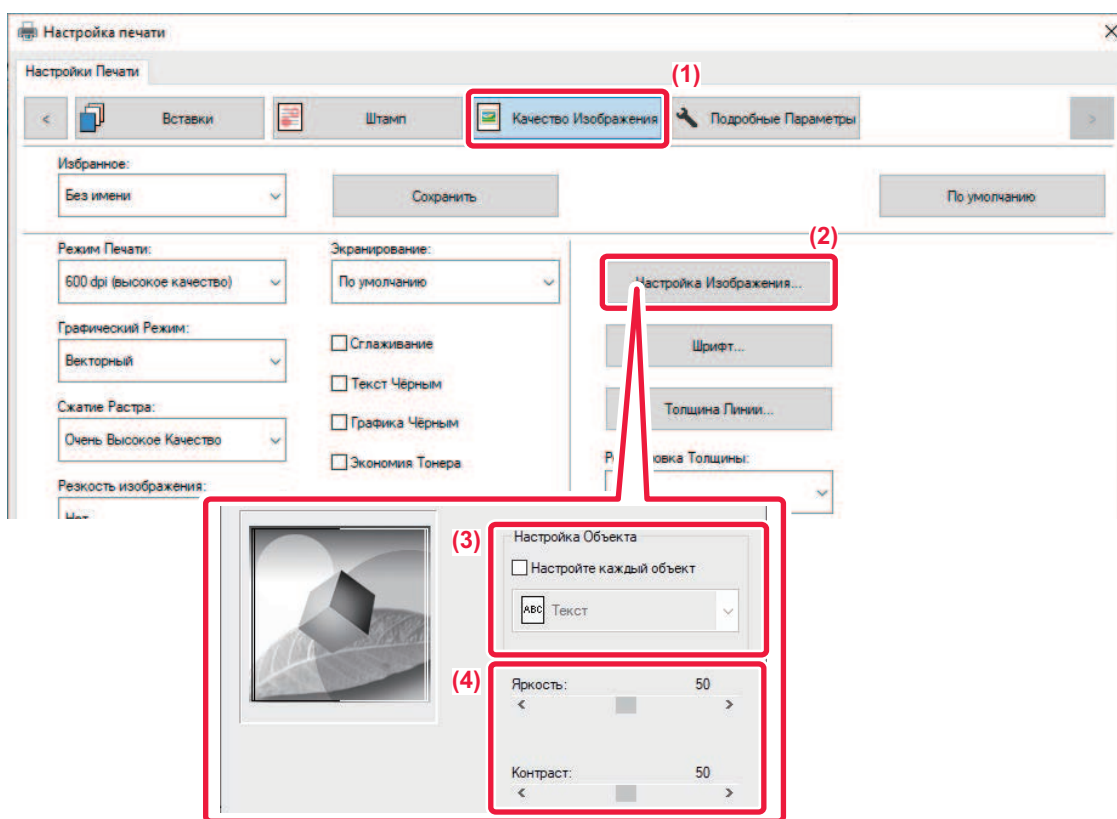 Настройка печати
Настройки Печати
(1)
< Вставки Штамп Качество Изображения Подробные Параметры >
Избранное:
Без имени Сохранить По умолчанию
(2)
Режим Печати: Экранирование:
600 dpi (высокое качество) По умолчанию Настройка Изображения...
Графический Режим:
Векторный Сглаживание Шрифт...
Текст Чёрным
Сжатие Растра: Толщина Линии...
Очень Высокое Качество Графика Чёрным
Экономия Тонера Толщины:
Резкость изображения:
Нет
(3) Настройка Объекта
Настройте каждый объект
ABC Текст
(4) Яркость: 50
< >
Контраст: 50
< >